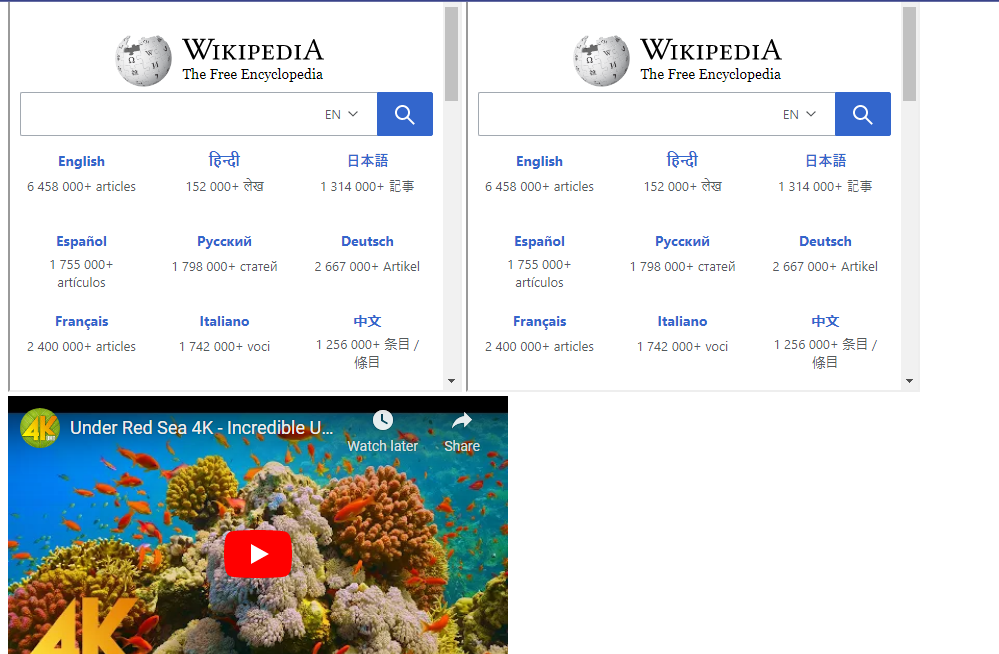 WIKIPEDIA
The Free Encyclopedia
EN
English
6 458 000+ articles
हिन्दी
152 000+ लेख
日本語
1 314 000+ 記事
Español
1 755 000+
artículos
Русский
1 798 000+ статей
Deutsch
2 667 000+ Artikel
Français
2 400 000+ articles
Italiano
1 742 000+ voci
中文
1 256 000+ 条目 /
條目
WIKIPEDIA
The Free Encyclopedia
EN
English
6 458 000+ articles
हिन्दी
152 000+ लेख
日本語
1 314 000+ 記事
Español
1 755 000+
artículos
Русский
1 798 000+ статей
Deutsch
2 667 000+ Artikel
Français
2 400 000+ articles
Italiano
1 742 000+ voci
中文
1 256 000+ 条目 /
條目
4K
Under Red Sea 4K - Incredible U...
Watch later
Share
4K